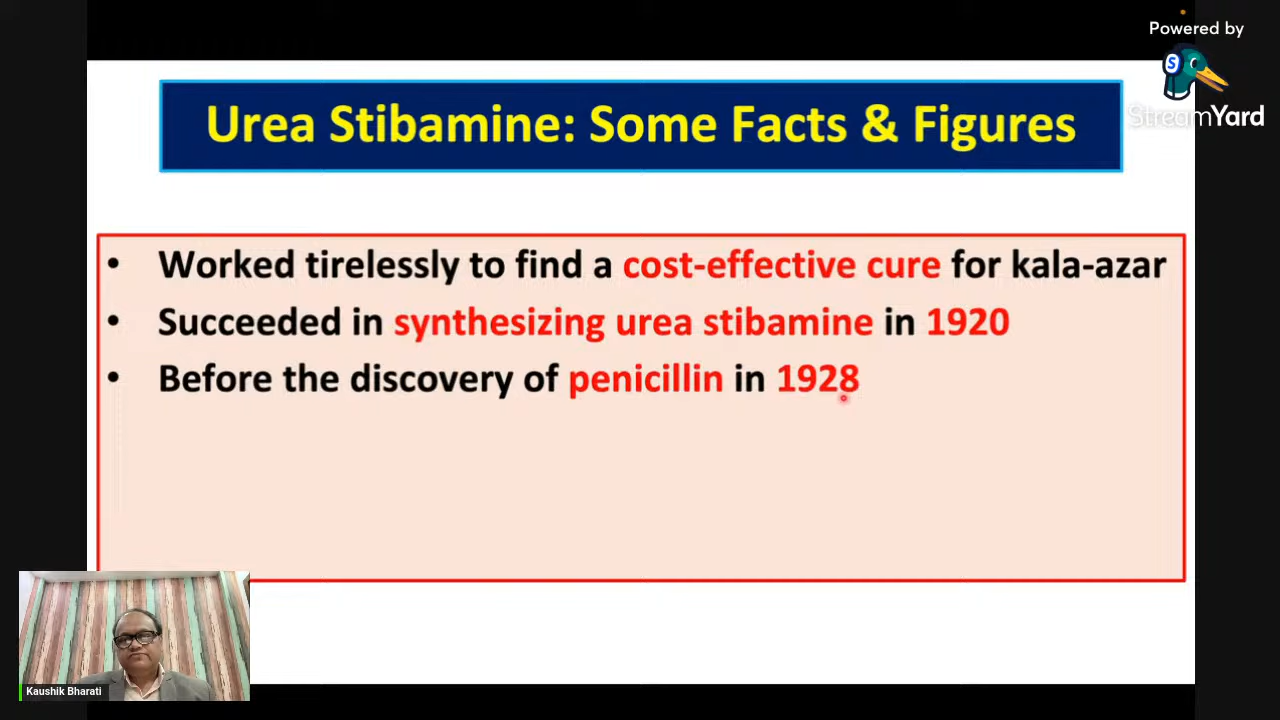 Powered by
S
StreamYard
Urea Stibamine: Some Facts & Figures
• Worked tirelessly to find a cost-effective cure for kala-azar
• Succeeded in synthesizing urea stibamine in 1920
• Before the discovery of penicillin in 1928
Kaushik Bharati